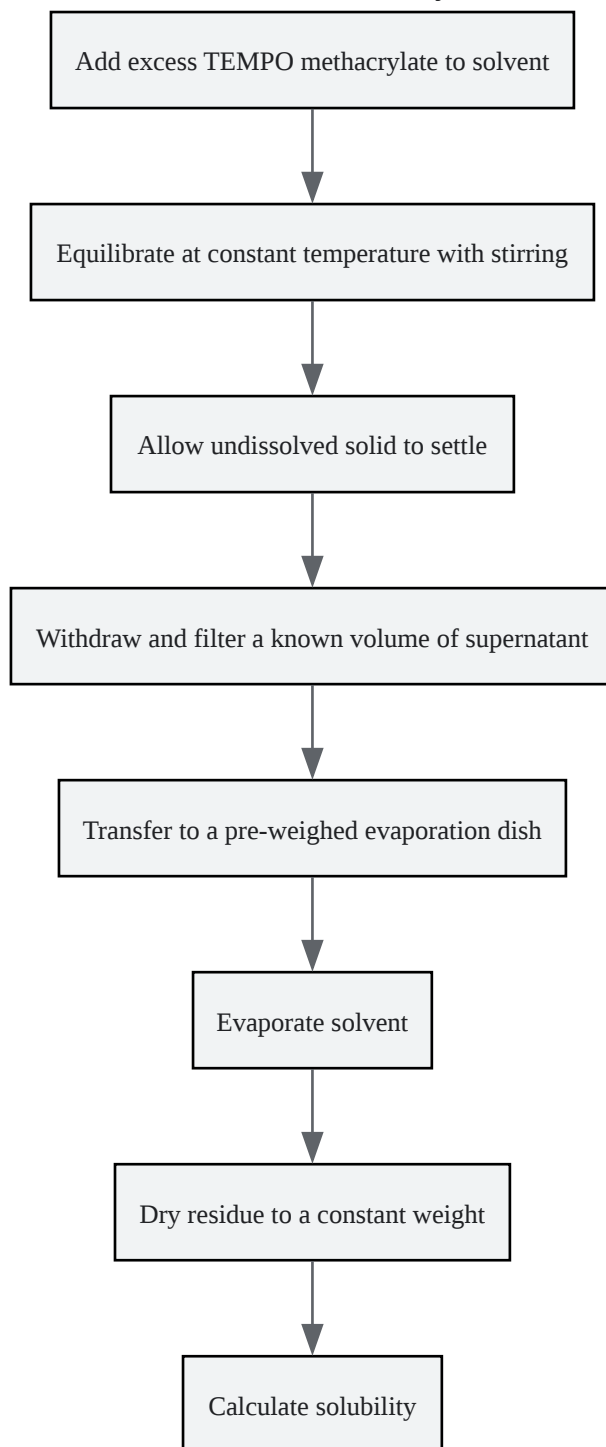 Add excess TEMPO methacrylate to solvent
Equilibrate at constant temperature with stirring
Allow undissolved solid to settle
Withdraw and filter a known volume of supernatant
Transfer to a pre-weighed evaporation dish
Evaporate solvent
Dry residue to a constant weight
Calculate solubility